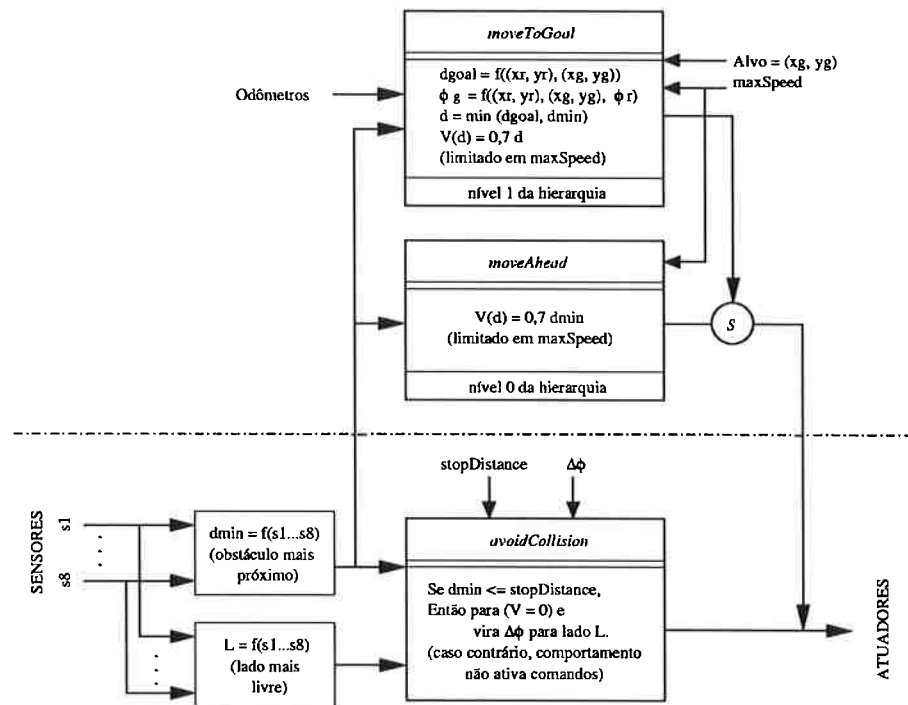 moveToGoal
dgoal = f((xr, yr), (xg, yg))
ϕ g = f((xr, yr), (xg, yg), ϕ r)
d = min (dgoal, dmin)
V(d) = 0,7 d
(limitado em maxSpeed)
nível 1 da hierarquia
Odômetros
Alvo = (xg, yg)
maxSpeed
moveAhead
V(d) = 0,7 dmin
(limitado em maxSpeed)
nível 0 da hierarquia
S
stopDistance
Δϕ
SENSORES
s1
s8
dmin = f(s1...s8)
(obstáculo mais
próximo)
L = f(s1...s8)
(lado mais
livre)
avoidCollision
Se dmin <= stopDistance,
Então para (V = 0) e
vira Δϕ para lado L.
(caso contrário, comportamento
não ativa comandos)
ATUADORES